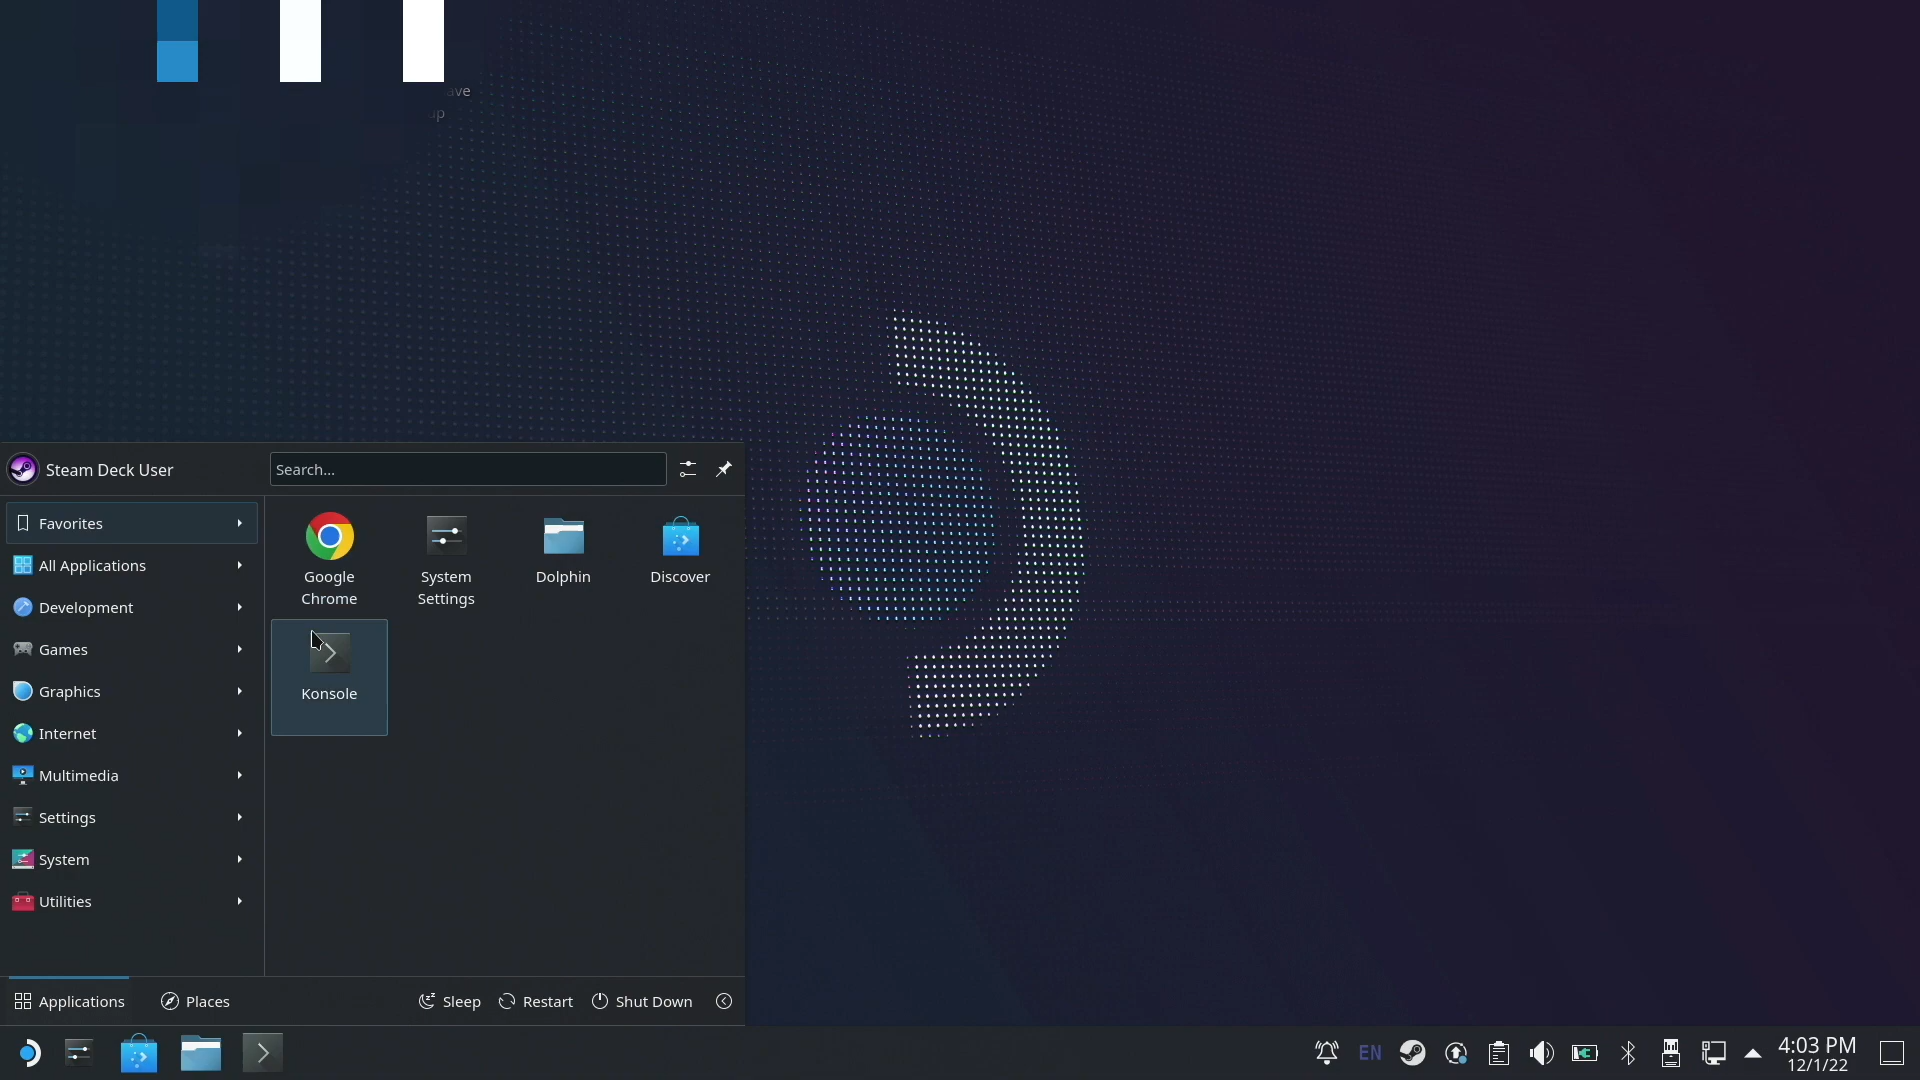 Steam Deck User
Search...
Favorites
All Applications
Development
Games
Graphics
Internet
Multimedia
Settings
System
Utilities
Google
Chrome
System
Settings
Dolphin
Discover
Konsole
Applications
Places
Sleep
Restart
Shut Down
EN
4:03 PM
12/1/22